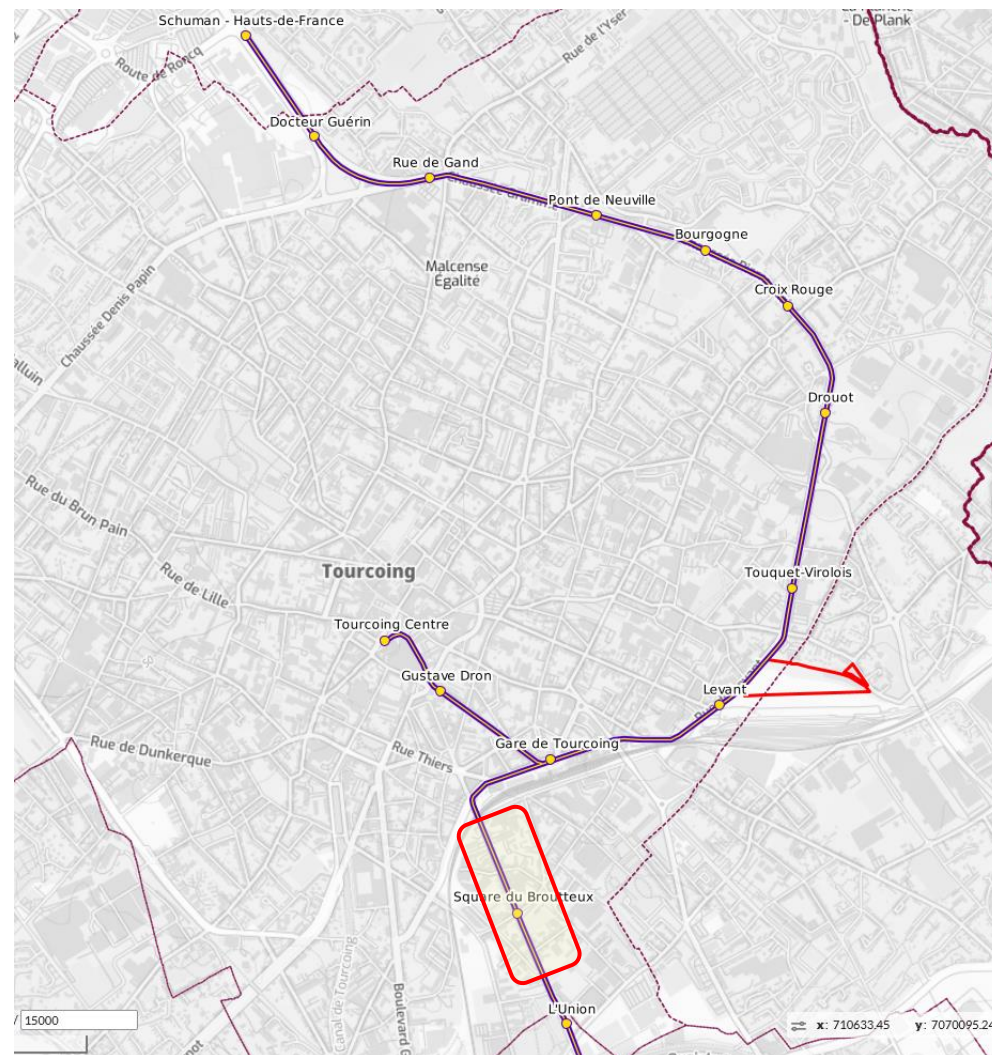 Schuman - Hauts-de-France
- De Plank
Rue de l'Yser
Route de Roncq
Docteur Guérin
Rue de Gand
Pont de Neuville
Bourgogne
Malcense
Égalité
Croix Rouge
Chaussée Denis Papin
Drouot
Rue du Brun Pain
Tourcoing
Touquet-Virolois
Rue de Lille
Tourcoing Centre
Gustave Dron
Levant
Rue de Dunkerque
Rue Thiers
Gare de Tourcoing
Square du Broutteux
Canal de Tourcoing
Boulevard G
L'Union
/ 15000
x: 710633.45 y: 7070095.24